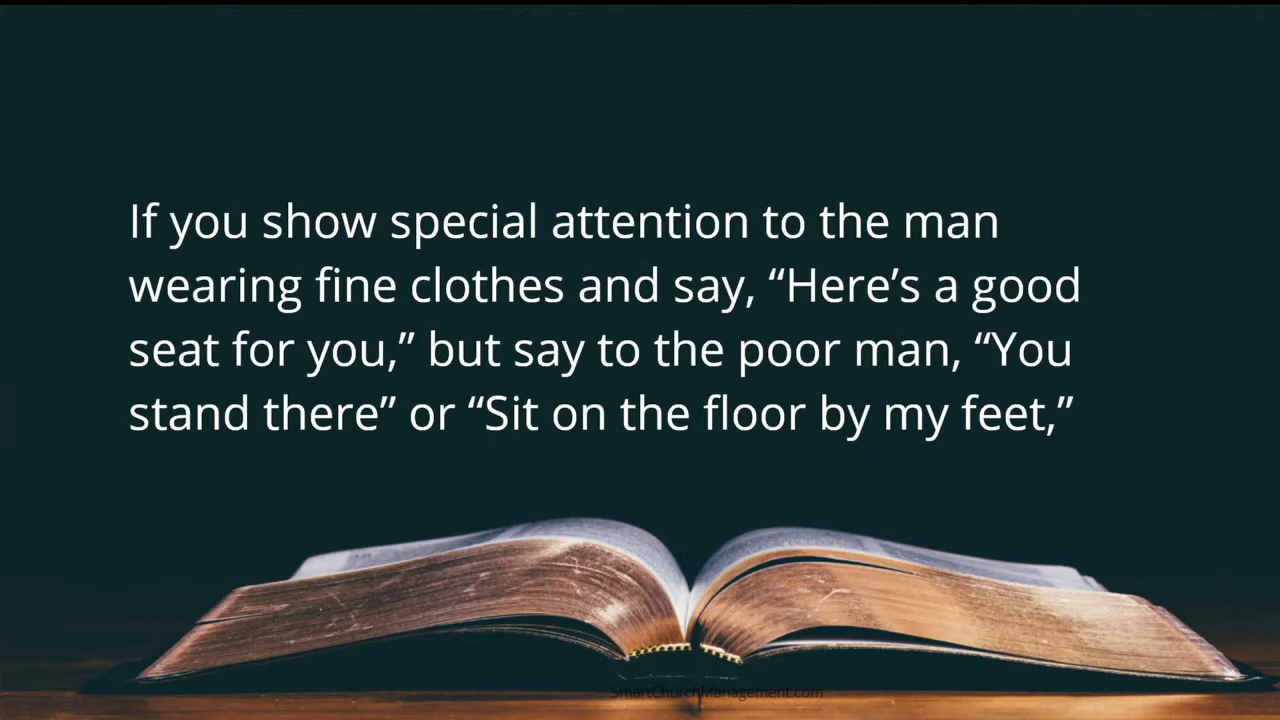 If you show special attention to the man
wearing fine clothes and say, “Here’s a good
seat for you,” but say to the poor man, “You
stand there” or “Sit on the floor by my feet,”
SmartChurchManagement.com